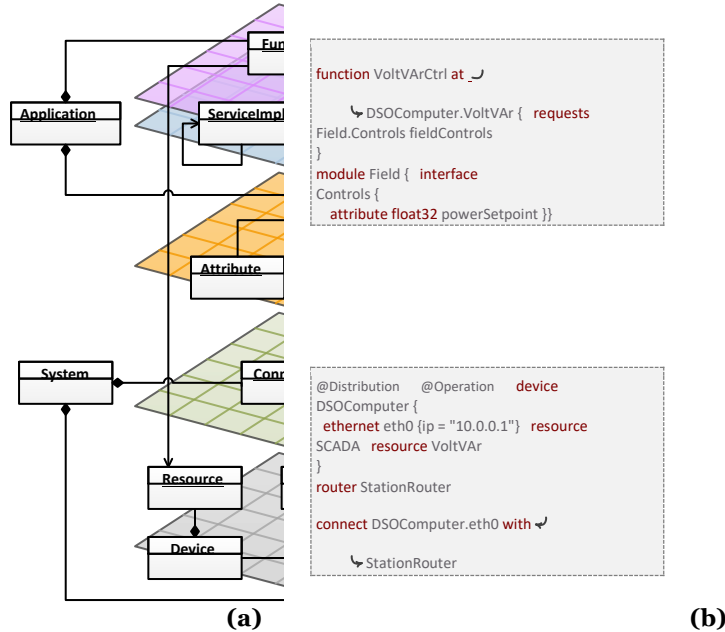 Fun
Application
ServiceImpl
Attribute
System
Conn
Resource
Device
(a)
function VoltVArCtrl at
DSOComputer.VoltVAr { requests
Field.Controls fieldControls
}
module Field { interface
Controls {
attribute float32 powerSetpoint }}
@Distribution @Operation device
DSOComputer {
ethernet eth0 {ip = "10.0.0.1"} resource
SCADA resource VoltVAr
}
router StationRouter
connect DSOComputer.eth0 with
StationRouter
(b)